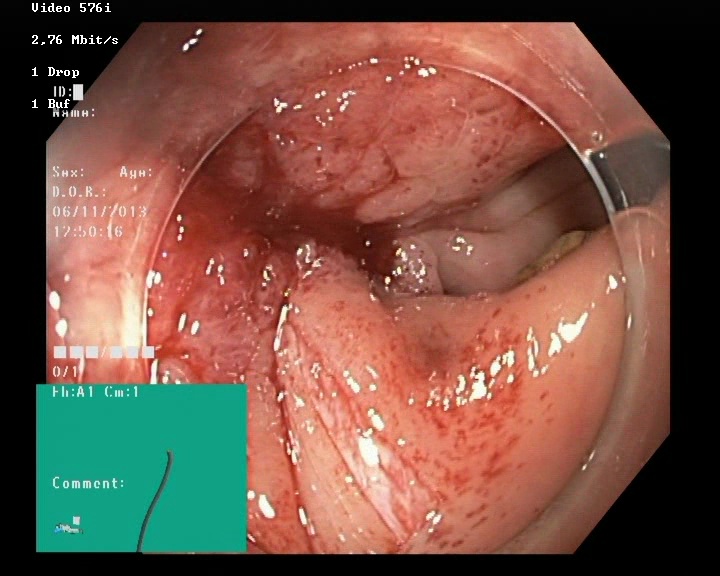 Video 576i
2,76 Mbit/s
1 Drop
ID:
1 Buf
Name:
Sex: Age:
D.O.R.:
06/11/2013
12:50:16
0/1
Fh:A1 Cm:1
Comment: